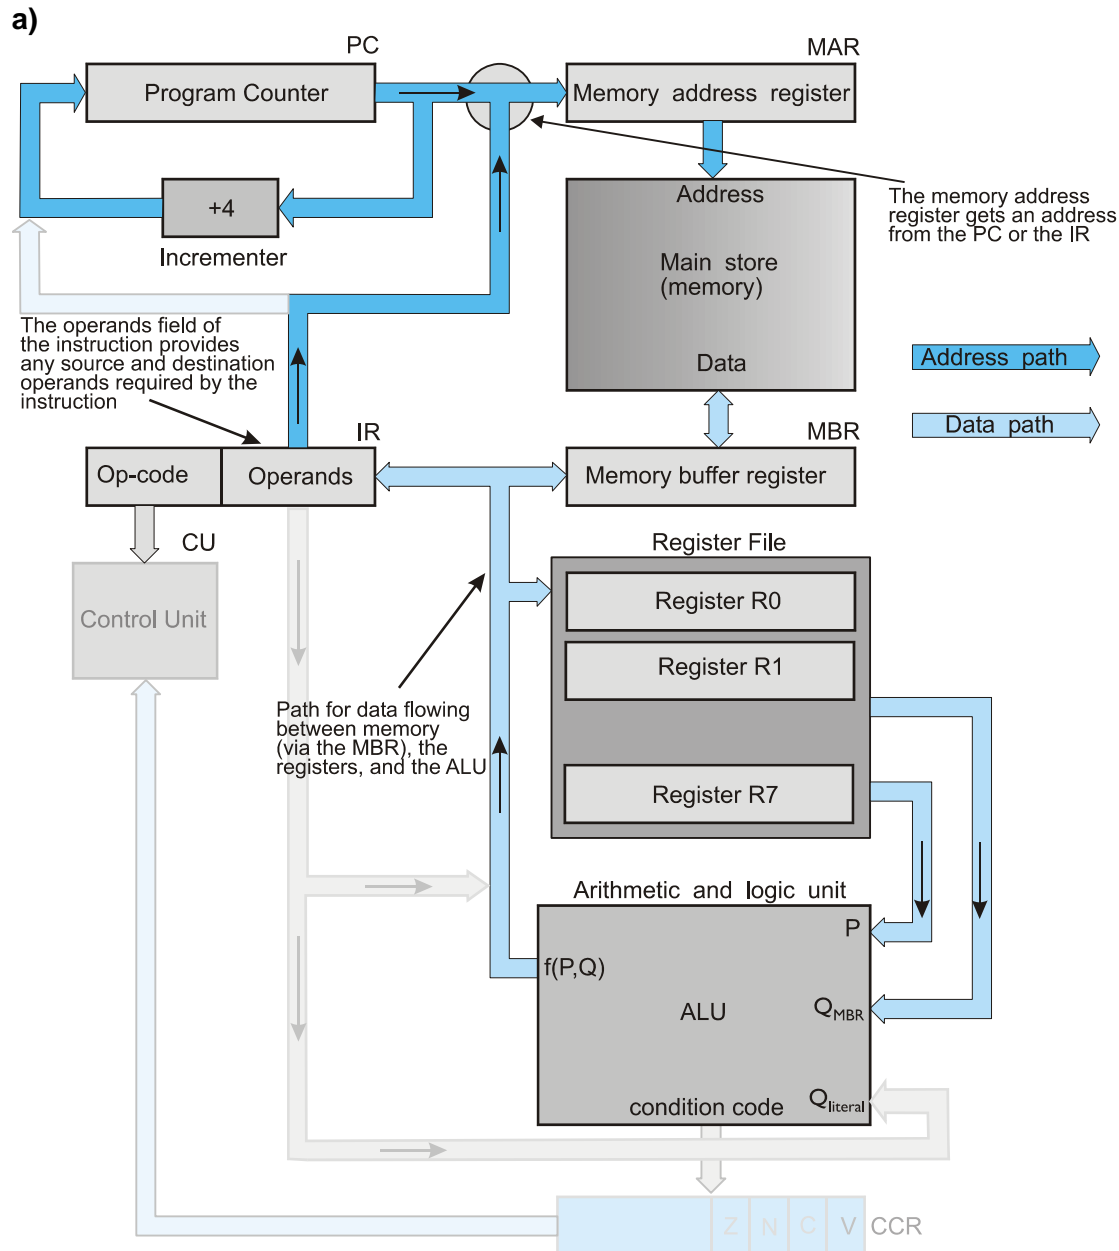 a)
PC
MAR
Program Counter
Memory address register
+4
Incrementer
Address
Main store
(memory)
Data
The memory address
register gets an address
from the PC or the IR
The operands field of
the instruction provides
any source and destination
operands required by the
instruction
Address path
Data path
IR
MBR
Op-code
Operands
Memory buffer register
CU
Control Unit
Register File
Register R0
Register R1
Register R7
Path for data flowing
between memory
(via the MBR), the
registers, and the ALU
Arithmetic and logic unit
P
f(P,Q)
ALU
QMBR
Qliteral
condition code
Z N C V CCR